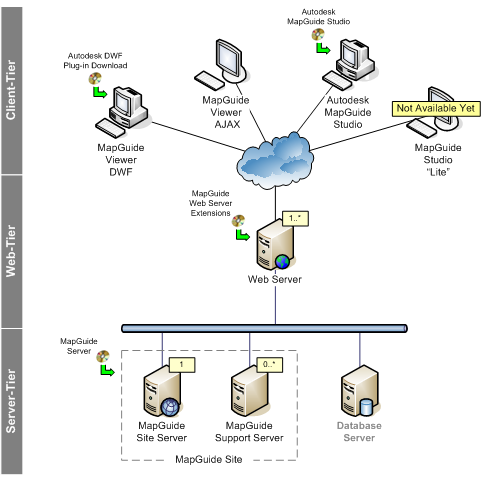 Client-Tier
Autodesk DWF
Plug-in Download
MapGuide
Viewer
DWF
MapGuide
Viewer
AJAX
Autodesk
MapGuide Studio
Autodesk
MapGuide
Studio
Not Available Yet
MapGuide
Studio
“Lite”
Web-Tier
MapGuide
Web Server
Extensions
1..*
Web Server
Server-Tier
MapGuide
Server
1
MapGuide
Site Server
0..*
MapGuide
Support Server
MapGuide Site
Database
Server